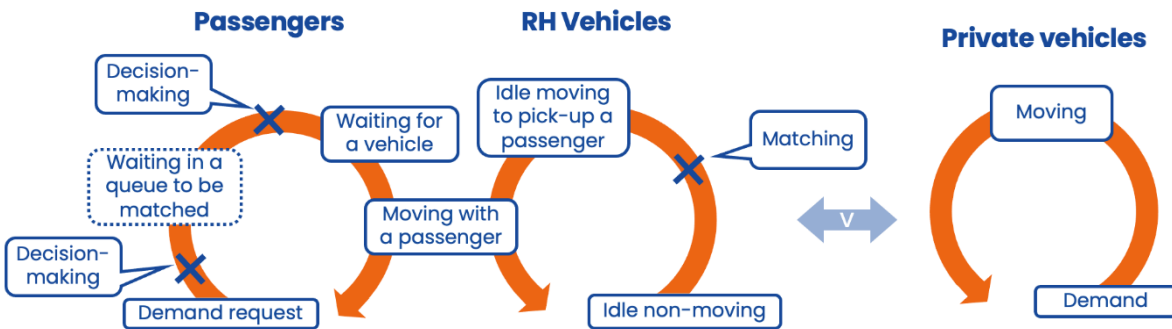 Passengers
RH Vehicles
Private vehicles
Decision-
making
Waiting for
a vehicle
Waiting in a
queue to be
matched
Decision-
making
Demand request
Moving with
a passenger
Idle moving
to pick-up a
passenger
Matching
Idle non-moving
V
Moving
Demand